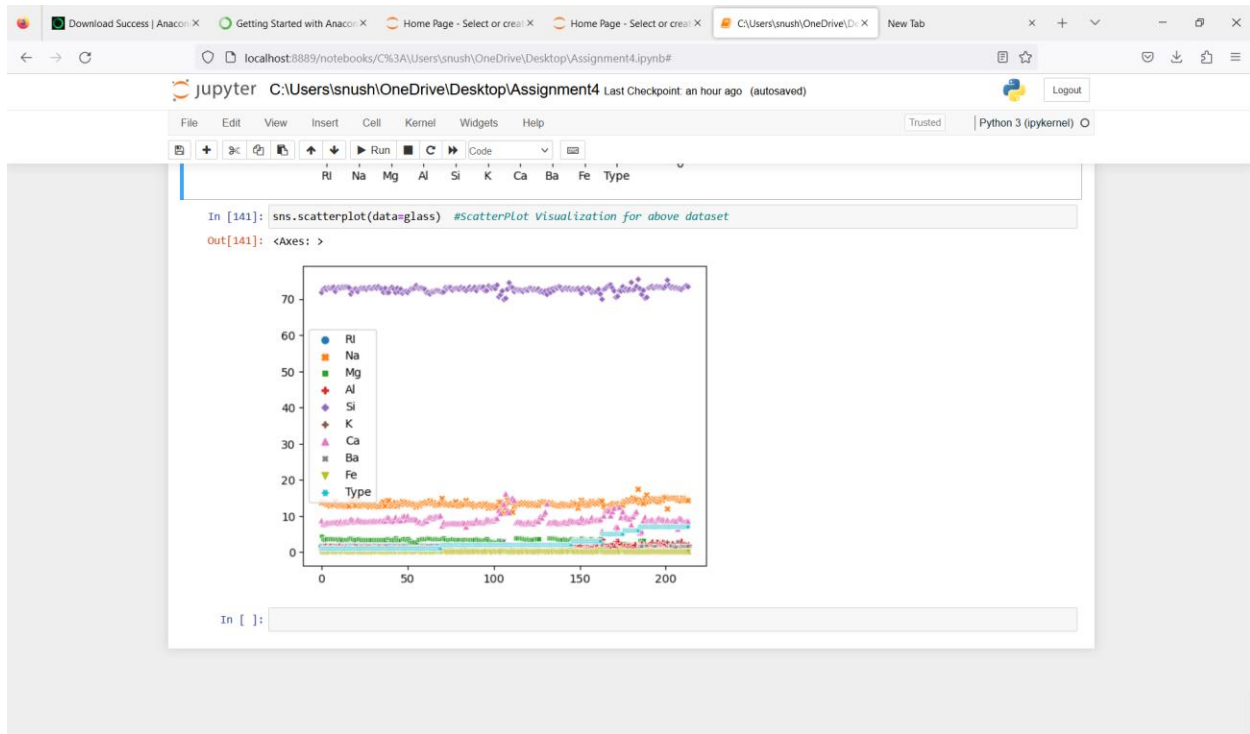 Download Success | Anacon
Getting Started with Anacon
Home Page - Select or creat
Home Page - Select or creat
C:\Users\snush\OneDrive\De
New Tab
localhost:8889/notebooks/C%3A\Users\snush\OneDrive\Desktop\Assignment4.ipynb#
jupyter C:\Users\snush\OneDrive\Desktop\Assignment4 Last Checkpoint: an hour ago (autosaved)
Logout
File Edit View Insert Cell Kernel Widgets Help
Trusted
Python 3 (ipykernel)
Run
Code
RI Na Mg Al Si K Ca Ba Fe Type
In [141]: sns.scatterplot(data=glass) #ScatterPlot Visualization for above dataset
Out[141]: <Axes: >
70
60
50
40
30
20
10
0
RI
Na
Mg
Al
Si
K
Ca
Ba
Fe
Type
0 50 100 150 200
In [ ]: